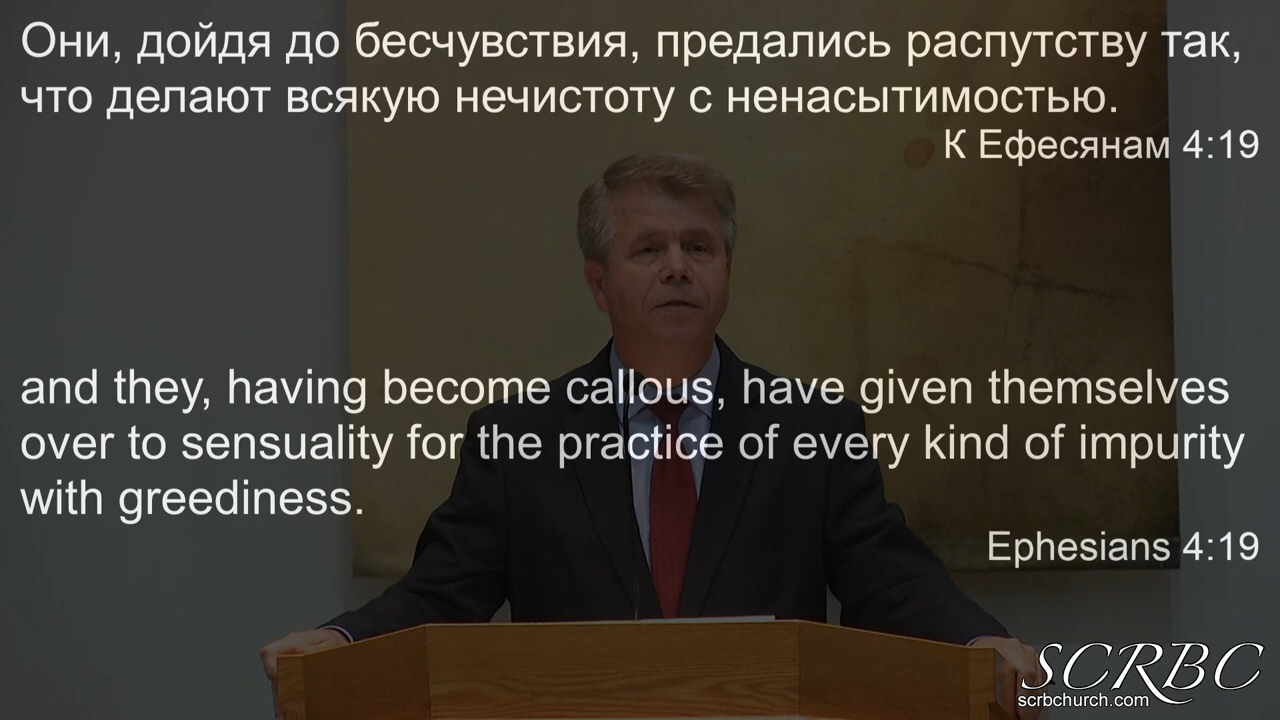 Они, дойдя до бесчувствия, предались распутству так,
что делают всякую нечистоту с ненасытимостью.
К Ефесянам 4:19
and they, having become callous, have given themselves
over to sensuality for the practice of every kind of impurity
with greediness.
Ephesians 4:19
SCRBC
scrbchurch.com